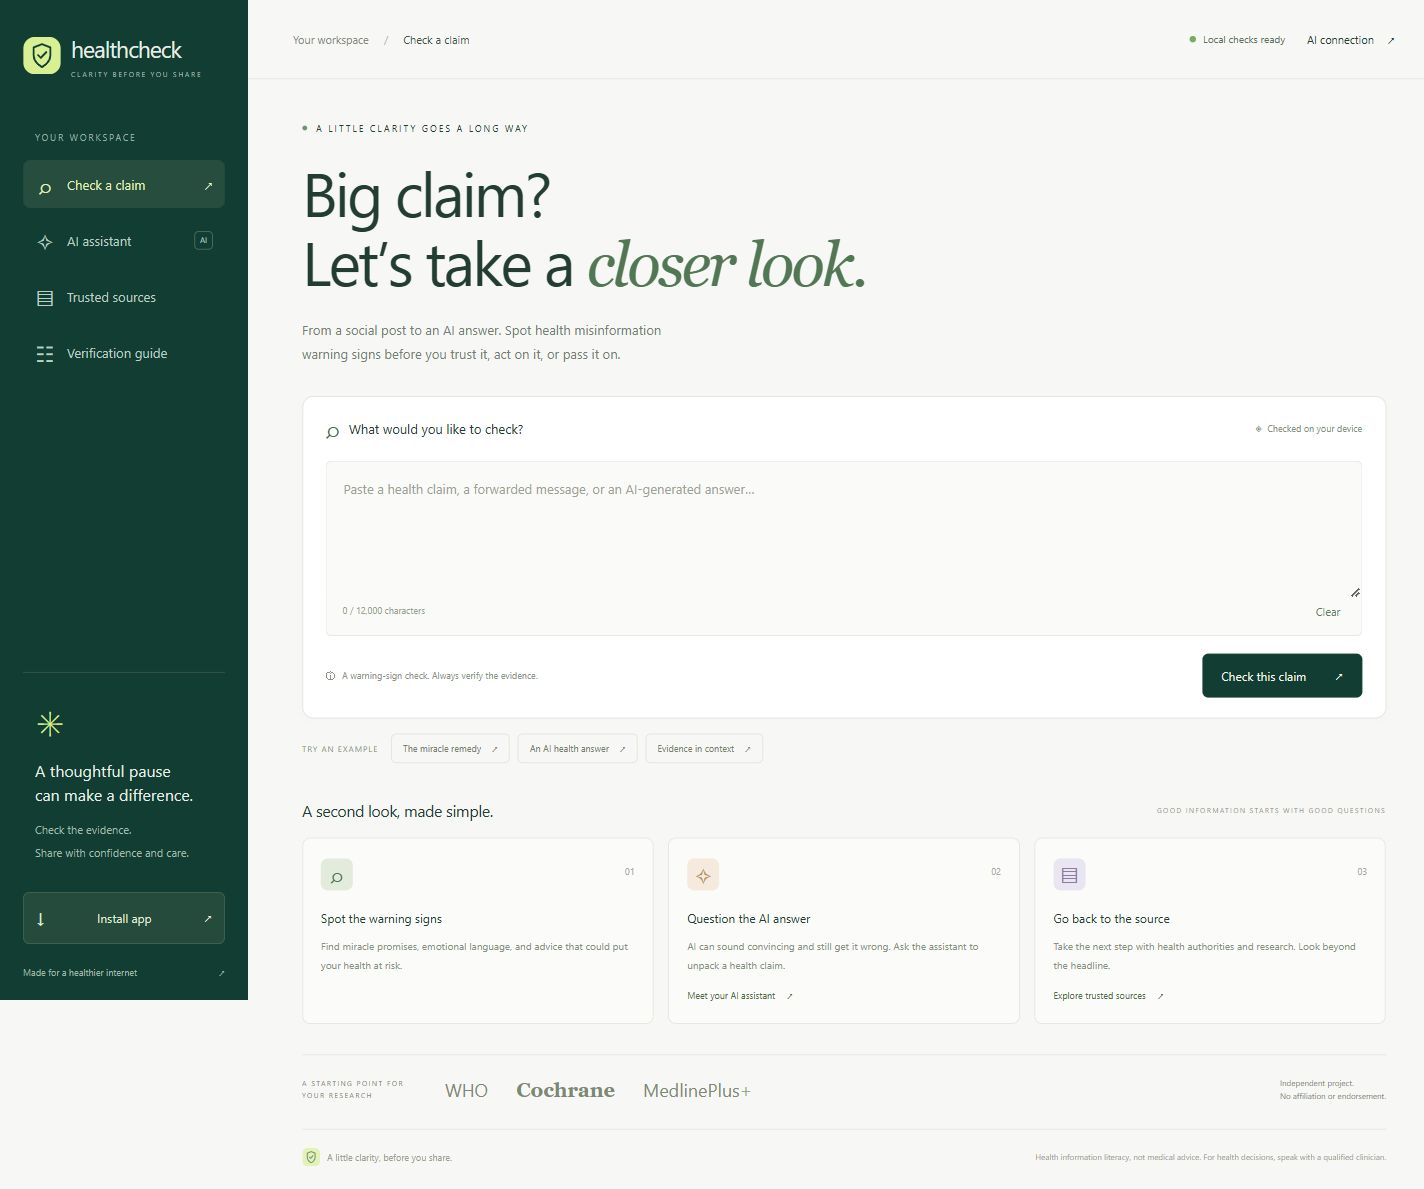 healthcheck
CLARITY BEFORE YOU SHARE
YOUR WORKSPACE
Check a claim
AI assistant
AI
Trusted sources
Verification guide
A thoughtful pause
can make a difference.
Check the evidence.
Share with confidence and care.
Install app
Made for a healthier internet
Your workspace / Check a claim
Local checks ready
AI connection
A LITTLE CLARITY GOES A LONG WAY
Big claim?
Let’s take a closer look.
From a social post to an AI answer. Spot health misinformation
warning signs before you trust it, act on it, or pass it on.
What would you like to check?
Checked on your device
Paste a health claim, a forwarded message, or an AI-generated answer...
0 / 12,000 characters
Clear
A warning-sign check. Always verify the evidence.
Check this claim
TRY AN EXAMPLE
The miracle remedy
An AI health answer
Evidence in context
A second look, made simple.
GOOD INFORMATION STARTS WITH GOOD QUESTIONS
01
Spot the warning signs
Find miracle promises, emotional language, and advice that could put
your health at risk.
02
Question the AI answer
AI can sound convincing and still get it wrong. Ask the assistant to
unpack a health claim.
Meet your AI assistant
03
Go back to the source
Take the next step with health authorities and research. Look beyond
the headline.
Explore trusted sources
A STARTING POINT FOR
YOUR RESEARCH
WHO
Cochrane
MedlinePlus+
Independent project.
No affiliation or endorsement.
A little clarity, before you share.
Health information literacy, not medical advice. For health decisions, speak with a qualified clinician.